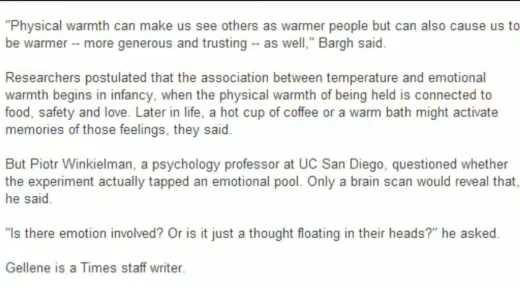 "Physical warmth can make us see others as warmer people but can also cause us to
be warmer -- more generous and trusting -- as well," Bargh said.
Researchers postulated that the association between temperature and emotional
warmth begins in infancy, when the physical warmth of being held is connected to
food, safety and love. Later in life, a hot cup of coffee or a warm bath might activate
memories of those feelings, they said.
But Piotr Winkielman, a psychology professor at UC San Diego, questioned whether
the experiment actually tapped an emotional pool. Only a brain scan would reveal that,
he said.
"Is there emotion involved? Or is it just a thought floating in their heads?" he asked.
Gellene is a Times staff writer.